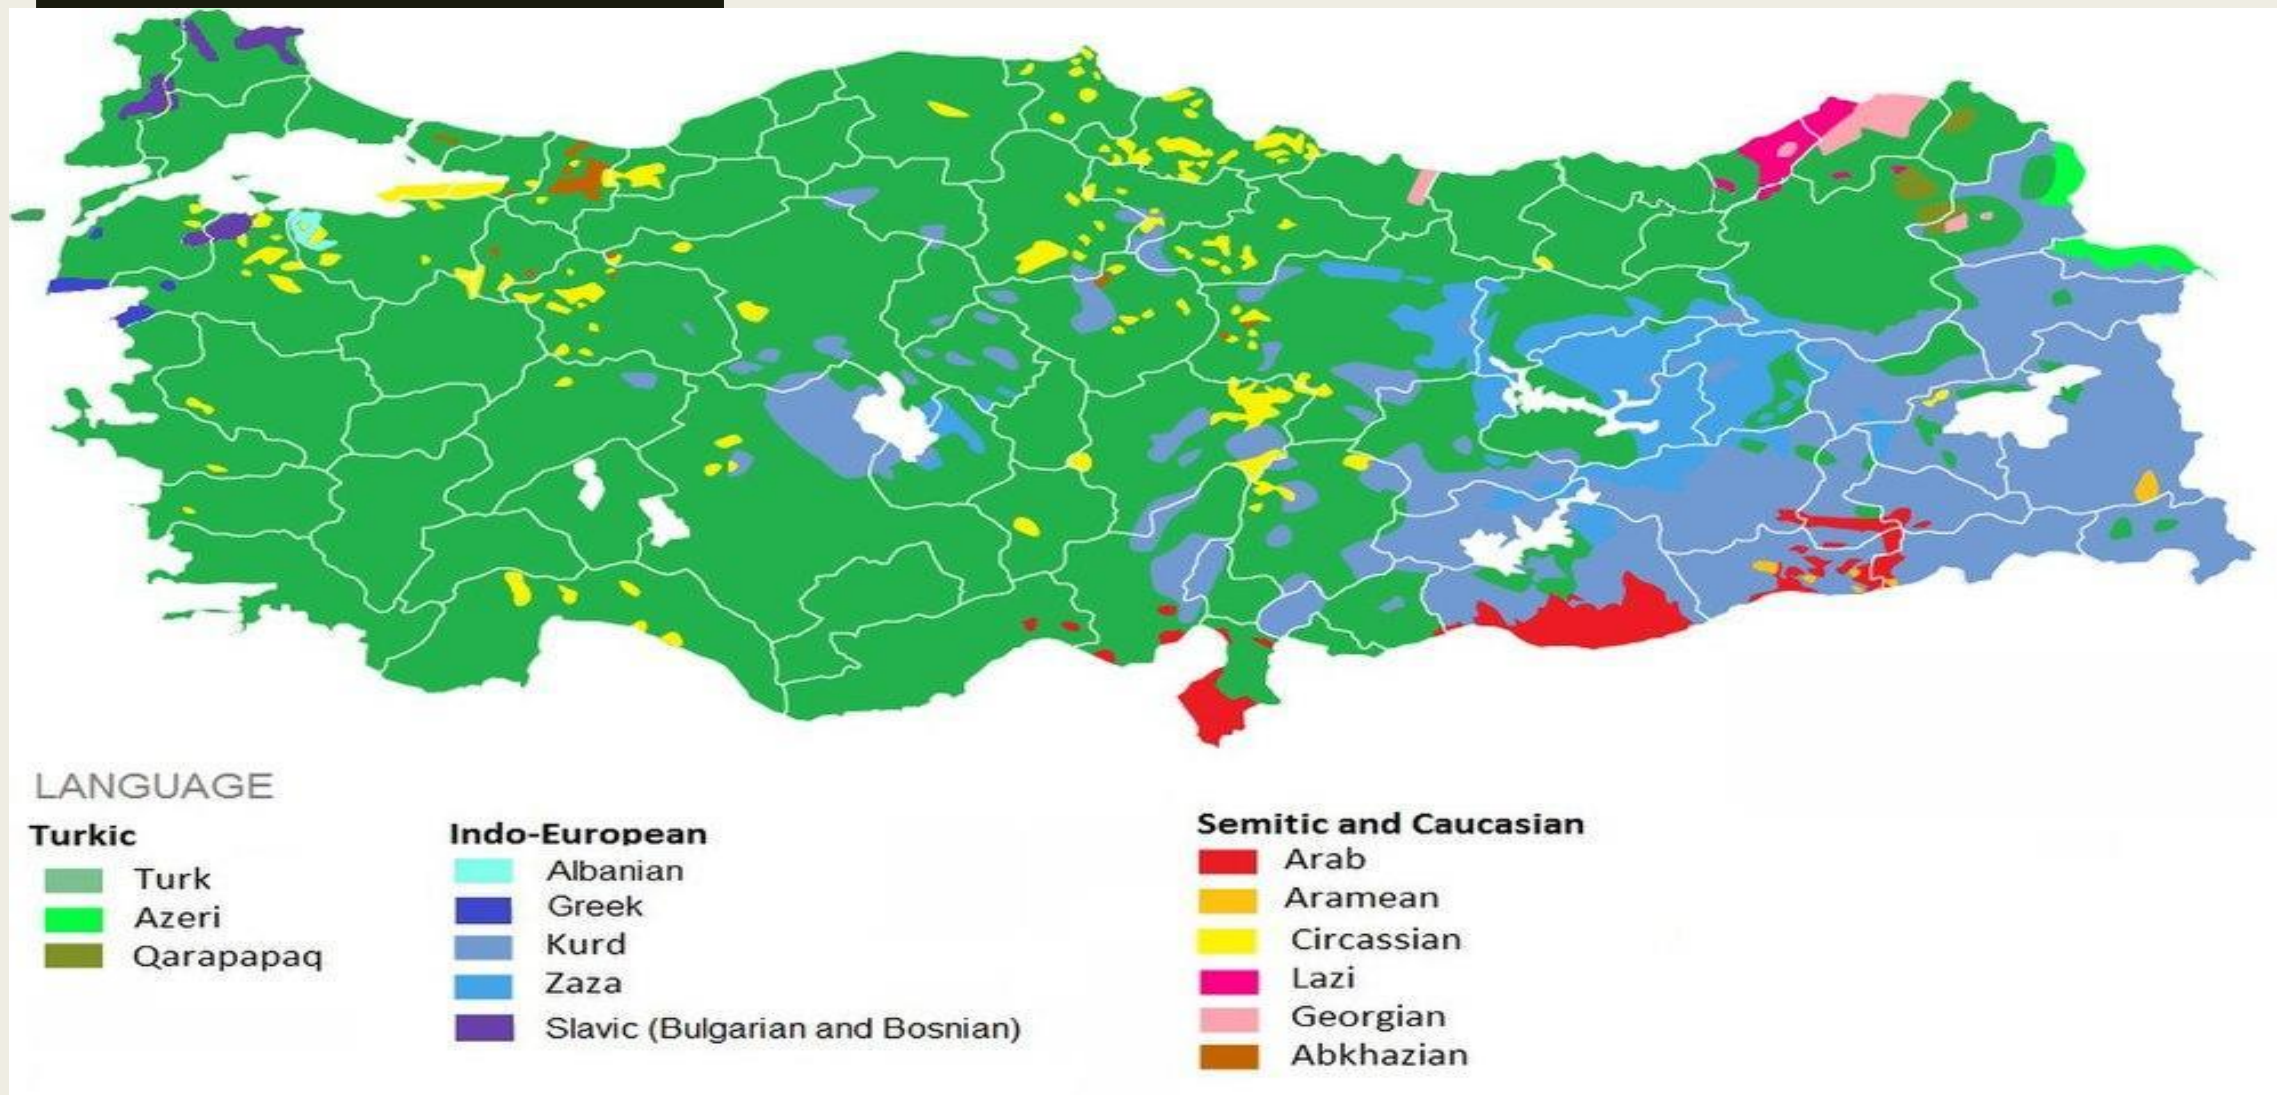 LANGUAGE
Turkic
Turk
Azeri
Qarapapaq
Indo-European
Albanian
Greek
Kurd
Zaza
Slavic (Bulgarian and Bosnian)
Semitic and Caucasian
Arab
Aramean
Circassian
Lazi
Georgian
Abkhazian